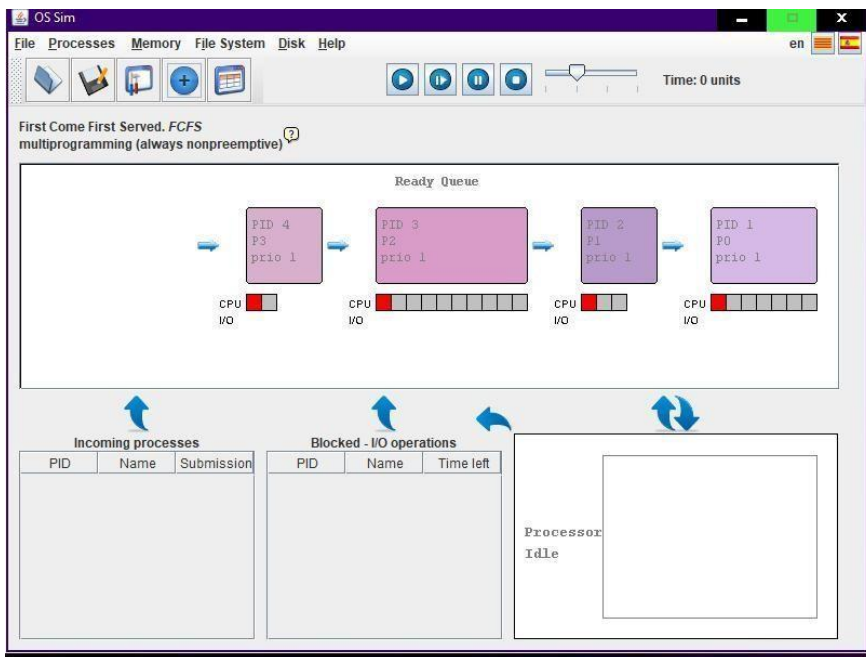 OS Sim
File Processes Memory File System Disk Help en
Time: 0 units
First Come First Served. FCFS
multiprogramming (always nonpreemptive) ?
Ready Queue
PID 4
P3
prio 1
CPU
I/O
PID 3
P2
prio 1
CPU
I/O
PID 2
P1
prio 1
CPU
I/O
PID 1
P0
prio 1
CPU
I/O
Incoming processes
PID Name Submission
Blocked - I/O operations
PID Name Time left
Processor
Idle